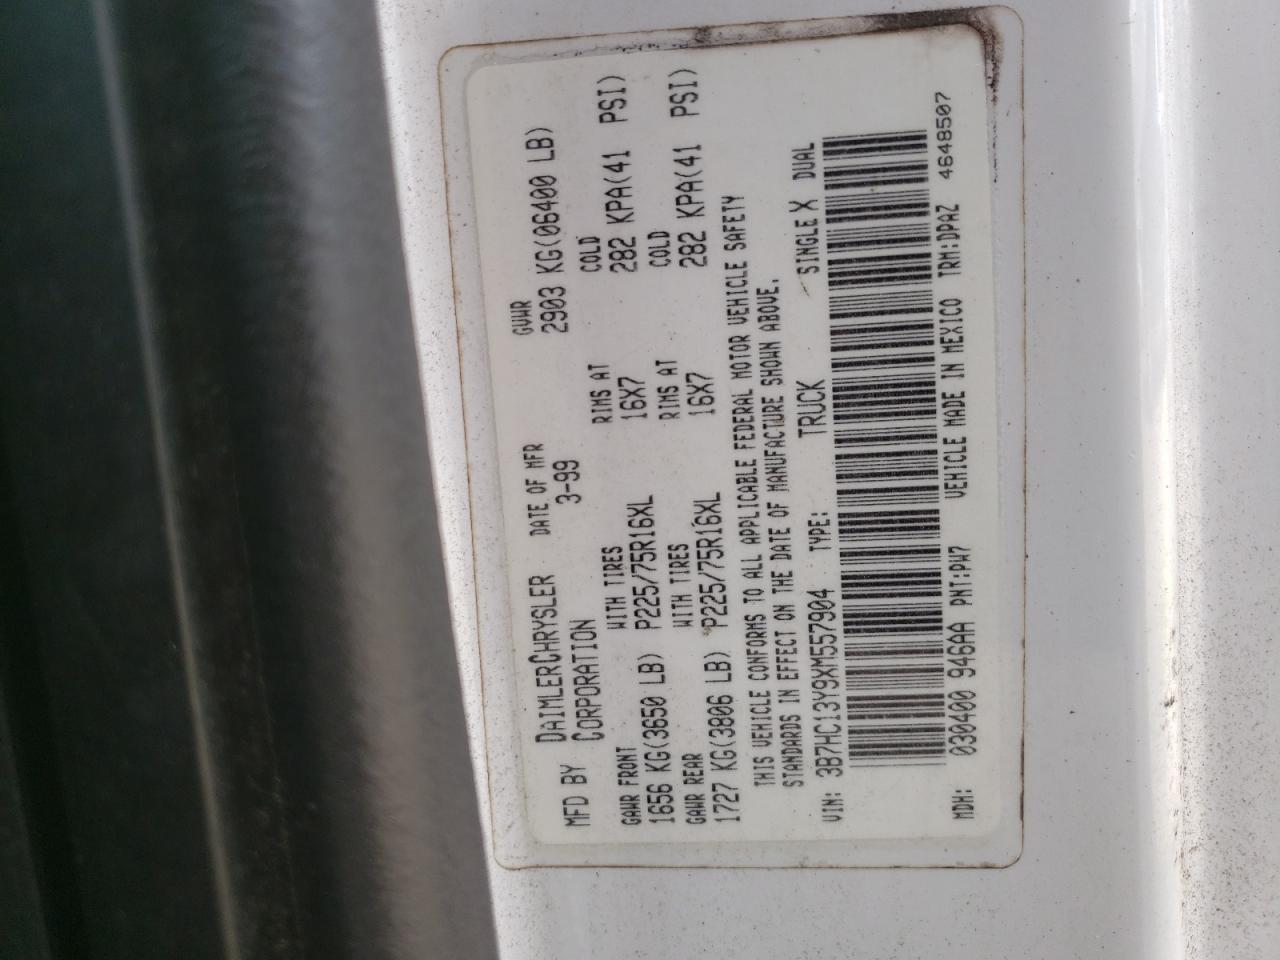 MFD BY DAIMLERCHRYSLER CORPORATION DATE OF MFR 3-99 GVWR 2903 KG(06400 LB)
GAWR FRONT WITH TIRES RIMS AT COLD
1656 KG(3650 LB) P225/75R16XL 16X7 282 KPA(41 PSI)
GAWR REAR WITH TIRES RIMS AT COLD
1727 KG(3806 LB) P225/75R16XL 16X7 282 KPA(41 PSI)
THIS VEHICLE CONFORMS TO ALL APPLICABLE FEDERAL MOTOR VEHICLE SAFETY
STANDARDS IN EFFECT ON THE DATE OF MANUFACTURE SHOWN ABOVE.
VIN: 3B7HC13Y9XM557904 TYPE: TRUCK SINGLE X DUAL
MDH: 030400 946AA PNT:PW7 VEHICLE MADE IN MEXICO TRM:DPAZ 4648507